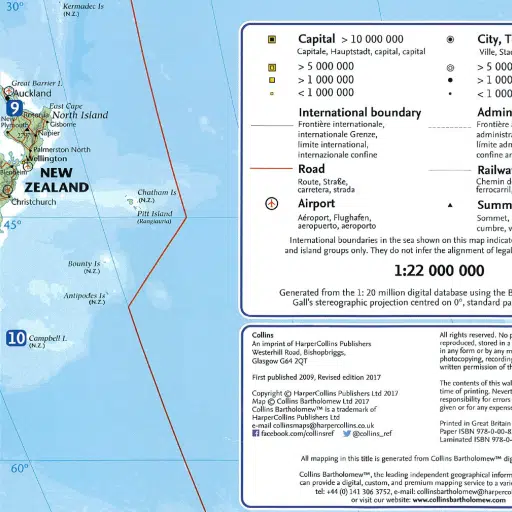 30°
Kermadec Is
(N.Z.)
Great Barrier I.
Auckland
9
East Cape
North Island
Rotorua
Gisborne
New
Plymouth
Napier
Palmerston North
Wellington
Blenheim
NEW
ZEALAND
Christchurch
Chatham Is
(N.Z.)
Pitt Island
(Rangiauria)
45°
Bounty Is
(N.Z.)
Antipodes Is
(N.Z.)
10
Campbell I.
(N.Z.)
60°
Capital > 10 000 000
Capitale, Hauptstadt, capital, capital
> 5 000 000
> 1 000 000
< 1 000 000
City, T
Ville, Sta
> 5 000
> 1 000
< 1 000
International boundary
Frontière internationale,
internationale Grenze,
límite internacional,
internazionale confine
Admin
Frontière
administra
límite adm
confine am
Road
Route, Straße,
carretera, strada
Railwa
Chemin d
ferrocarril,
Airport
Aéroport, Flughafen,
aeropuerto, aeroporto
Summ
Sommet,
cumbre, v
International boundaries in the sea shown on this map indicate
and island groups only. They do not infer the alignment of legal
1:22 000 000
Generated from the 1: 20 million digital database using the B
Gall's stereographic projection centred on 0°, standard pa
Collins
An imprint of HarperCollins Publishers
Westerhill Road, Bishopbriggs,
Glasgow G64 2QT
First published 2009, Revised edition 2017
Copyright © HarperCollins Publishers Ltd 2017
Map © Collins Bartholomew Ltd 2017
Collins Bartholomew™ is a trademark of
HarperCollins Publishers Ltd
e-mail collinsmaps@harpercollins.co.uk
facebook.com/collinsref @collins_ref
All rights reserved. No p
reproduced, stored in a
in any form or by any m
photocopying, recording
written permission of th
The contents of this wal
time of printing. Nevert
responsibility for errors
given or for any expense
Printed in Great Britain
Paper ISBN 978-0-00-8
Laminated ISBN 978-0-0
All mapping in this title is generated from Collins Bartholomew™ dig
Collins Bartholomew, the leading independent geographical inform
can provide a digital, custom, and premium mapping service to a varie
tel: +44 (0) 141 306 3752, e-mail: collinsbartholomew@harpercol
or visit our website: www.collinsbartholomew.com